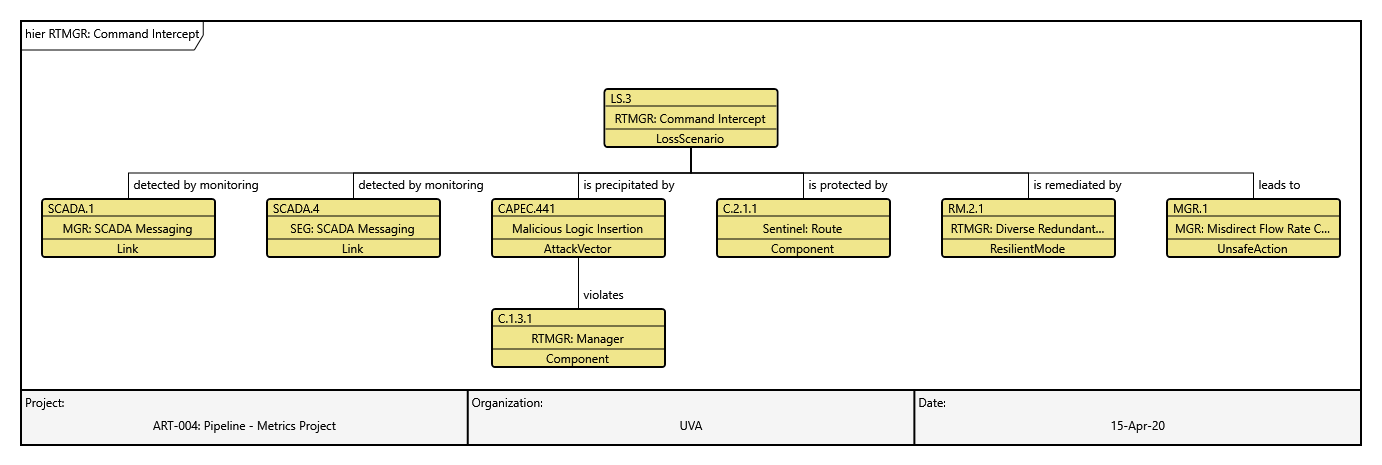 hier RTMGR: Command Intercept
LS.3
RTMGR: Command Intercept
LossScenario
detected by monitoring
detected by monitoring
is precipitated by
is protected by
is remediated by
leads to
SCADA.1
MGR: SCADA Messaging
Link
SCADA.4
SEG: SCADA Messaging
Link
CAPEC.441
Malicious Logic Insertion
AttackVector
C.2.1.1
Sentinel: Route
Component
RM.2.1
RTMGR: Diverse Redundant...
ResilientMode
MGR.1
MGR: Misdirect Flow Rate C...
UnsafeAction
violates
C.1.3.1
RTMGR: Manager
Component
Project:
ART-004: Pipeline - Metrics Project
Organization:
UVA
Date:
15-Apr-20